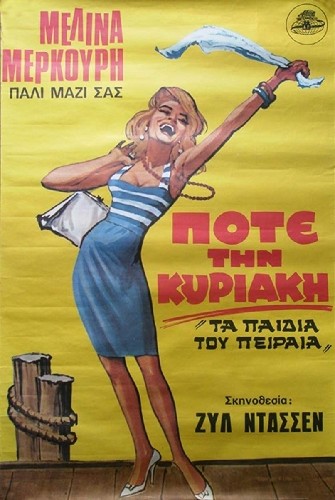 ΜΕΛΙΝΑ
ΜΕΡΚΟΥΡΗ
ΠΑΛΙ ΜΑΖΙ ΣΑΣ
ΠΟΤΕ
ΤΗΝ
ΚΥΡΙΑΚΗ
"ΤΑ ΠΑΙΔΙΑ
ΤΟΥ ΠΕΙΡΑΙΑ"
Σκηνοθεσία:
ΖΥΛ ΝΤΑΣΣΕΝ